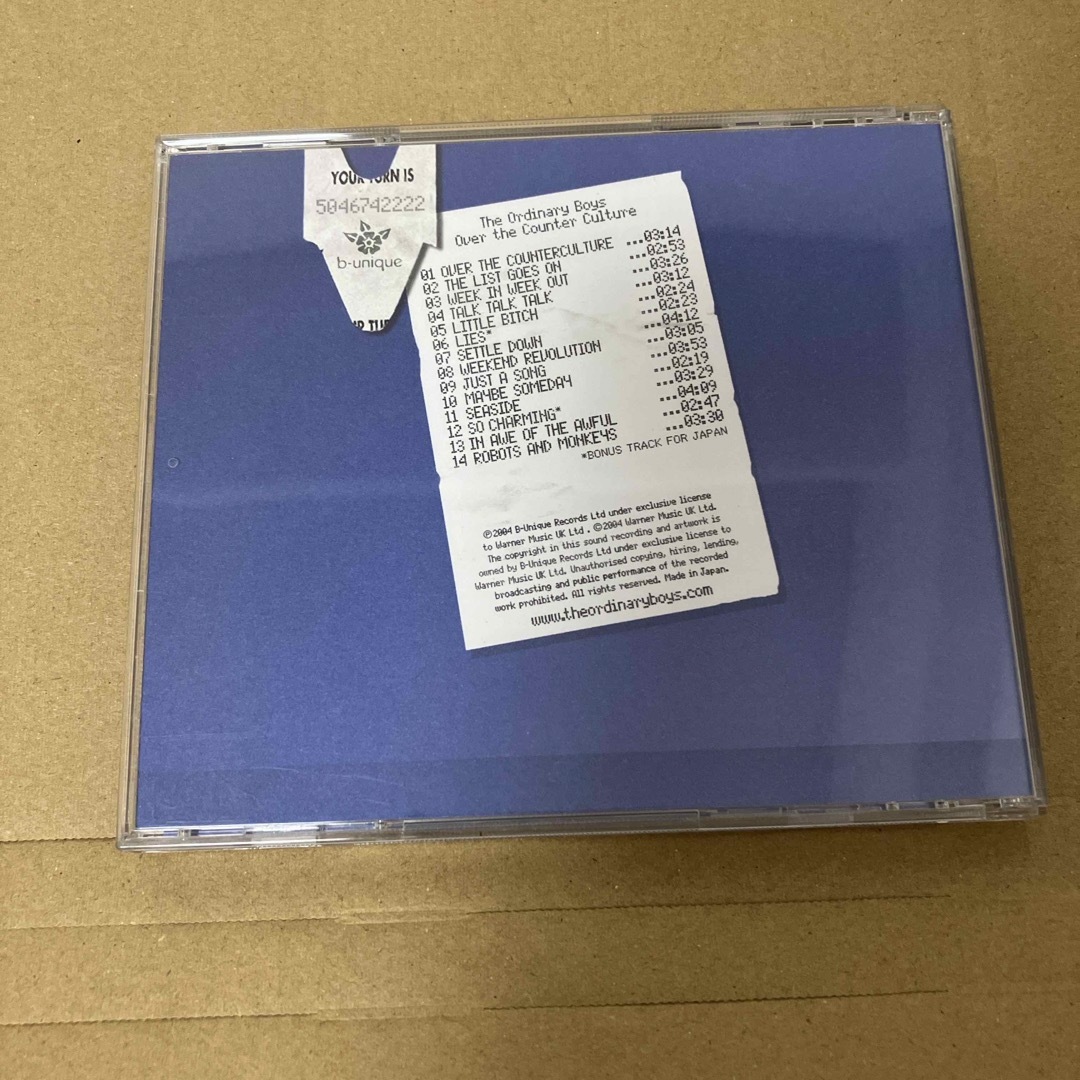 YOUR TURN IS
5046742222
b-unique
The Ordinary Boys
Over the Counter Culture
01 OVER THE COUNTERCULTURE ...03:14
02 THE LIST GOES ON ...02:53
03 WEEK IN WEEK OUT ...03:26
04 TALK TALK TALK ...03:12
05 LITTLE BITCH ...02:24
06 LIES* ...02:23
07 SETTLE DOWN ...04:12
08 WEEKEND REVOLUTION ...03:05
09 JUST A SONG ...03:53
10 MAYBE SOMEDAY ...02:19
11 SEASIDE ...03:29
12 SO CHARMING* ...04:09
13 IN AWE OF THE AWFUL ...02:47
14 ROBOTS AND MONKEYS ...03:30
*BONUS TRACK FOR JAPAN
℗2004 B-Unique Records Ltd under exclusive license
to Warner Music UK Ltd. ©2004 Warner Music UK Ltd.
The copyright in this sound recording and artwork is
owned by B-Unique Records Ltd under exclusive license to
Warner Music UK Ltd. Unauthorised copying, hiring, lending,
broadcasting and public performance of the recorded
work prohibited. All rights reserved. Made in Japan.
www.theordinaryboys.com